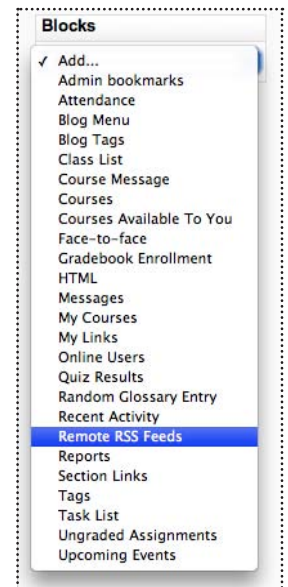 Blocks
✓ Add...
Admin bookmarks
Attendance
Blog Menu
Blog Tags
Class List
Course Message
Courses
Courses Available To You
Face-to-face
Gradebook Enrollment
HTML
Messages
My Courses
My Links
Online Users
Quiz Results
Random Glossary Entry
Recent Activity
Remote RSS Feeds
Reports
Section Links
Tags
Task List
Ungraded Assignments
Upcoming Events